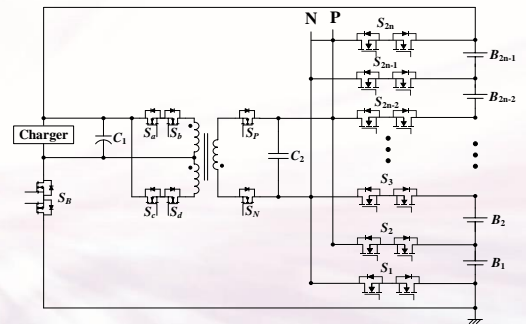 N P
S2n
B2n-1
S2n-1
B2n-2
S2n-2
Charger
C1
Sa Sb
SP
C2
SB
Sc Sd
SN
S3
B2
S2
B1
S1